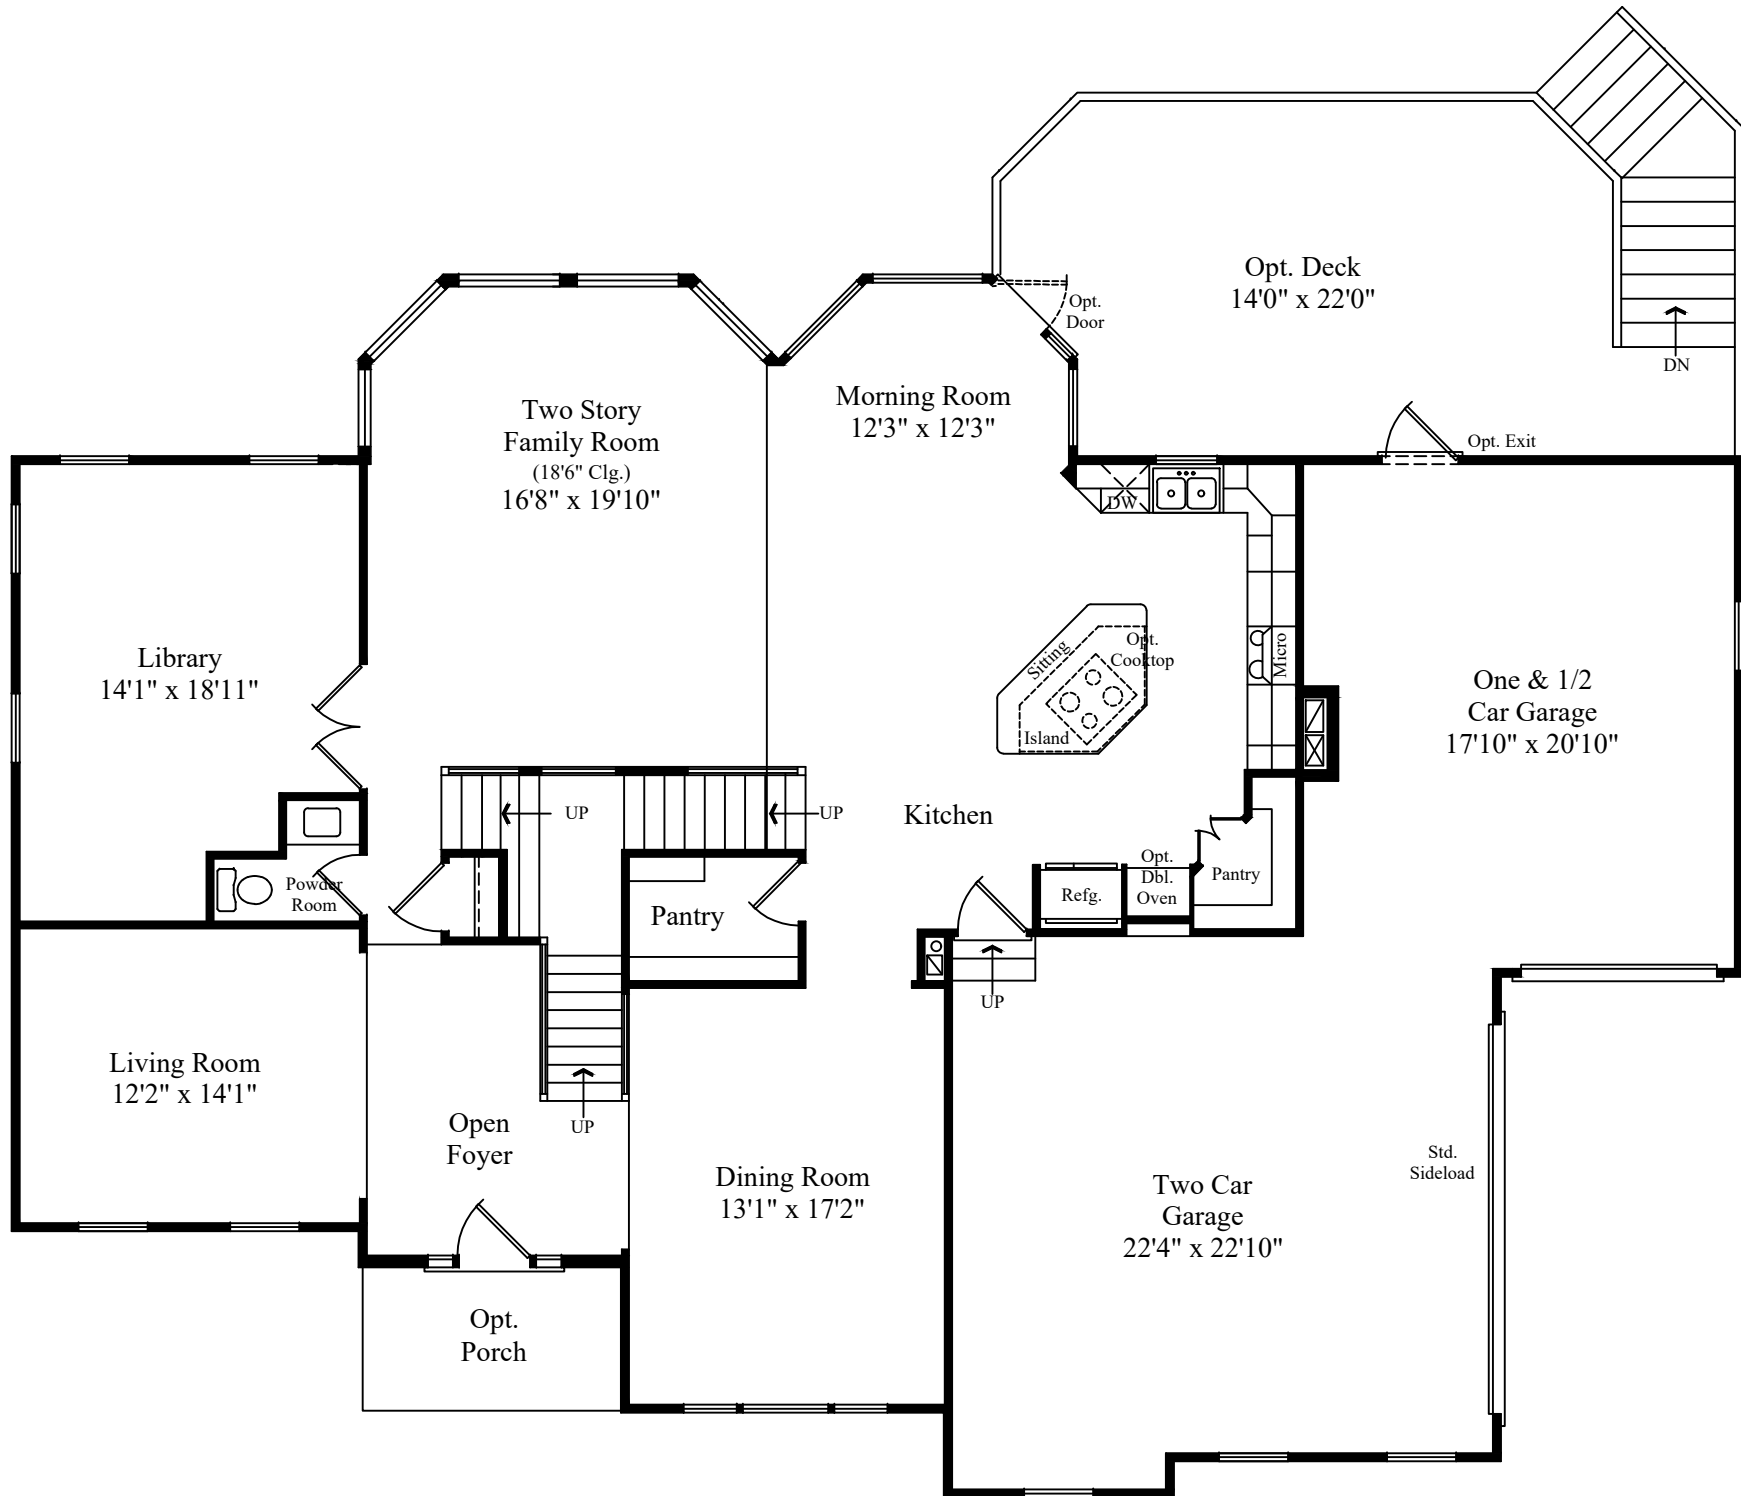 Opt. Deck
14'0" x 22'0"
Opt.
Door
DN
Morning Room
12'3" x 12'3"
Two Story
Family Room
(18'6" Clg.)
16'8" x 19'10"
Opt. Exit
DW
Library
14'1" x 18'11"
Sitting
Opt.
Cooktop
Micro
Island
One & 1/2
Car Garage
17'10" x 20'10"
UP
UP
Kitchen
Powder
Room
Pantry
Refg.
Opt.
Dbl.
Oven
Pantry
UP
Living Room
12'2" x 14'1"
Open
Foyer
UP
Dining Room
13'1" x 17'2"
Two Car
Garage
22'4" x 22'10"
Std.
Sideload
Opt.
Porch